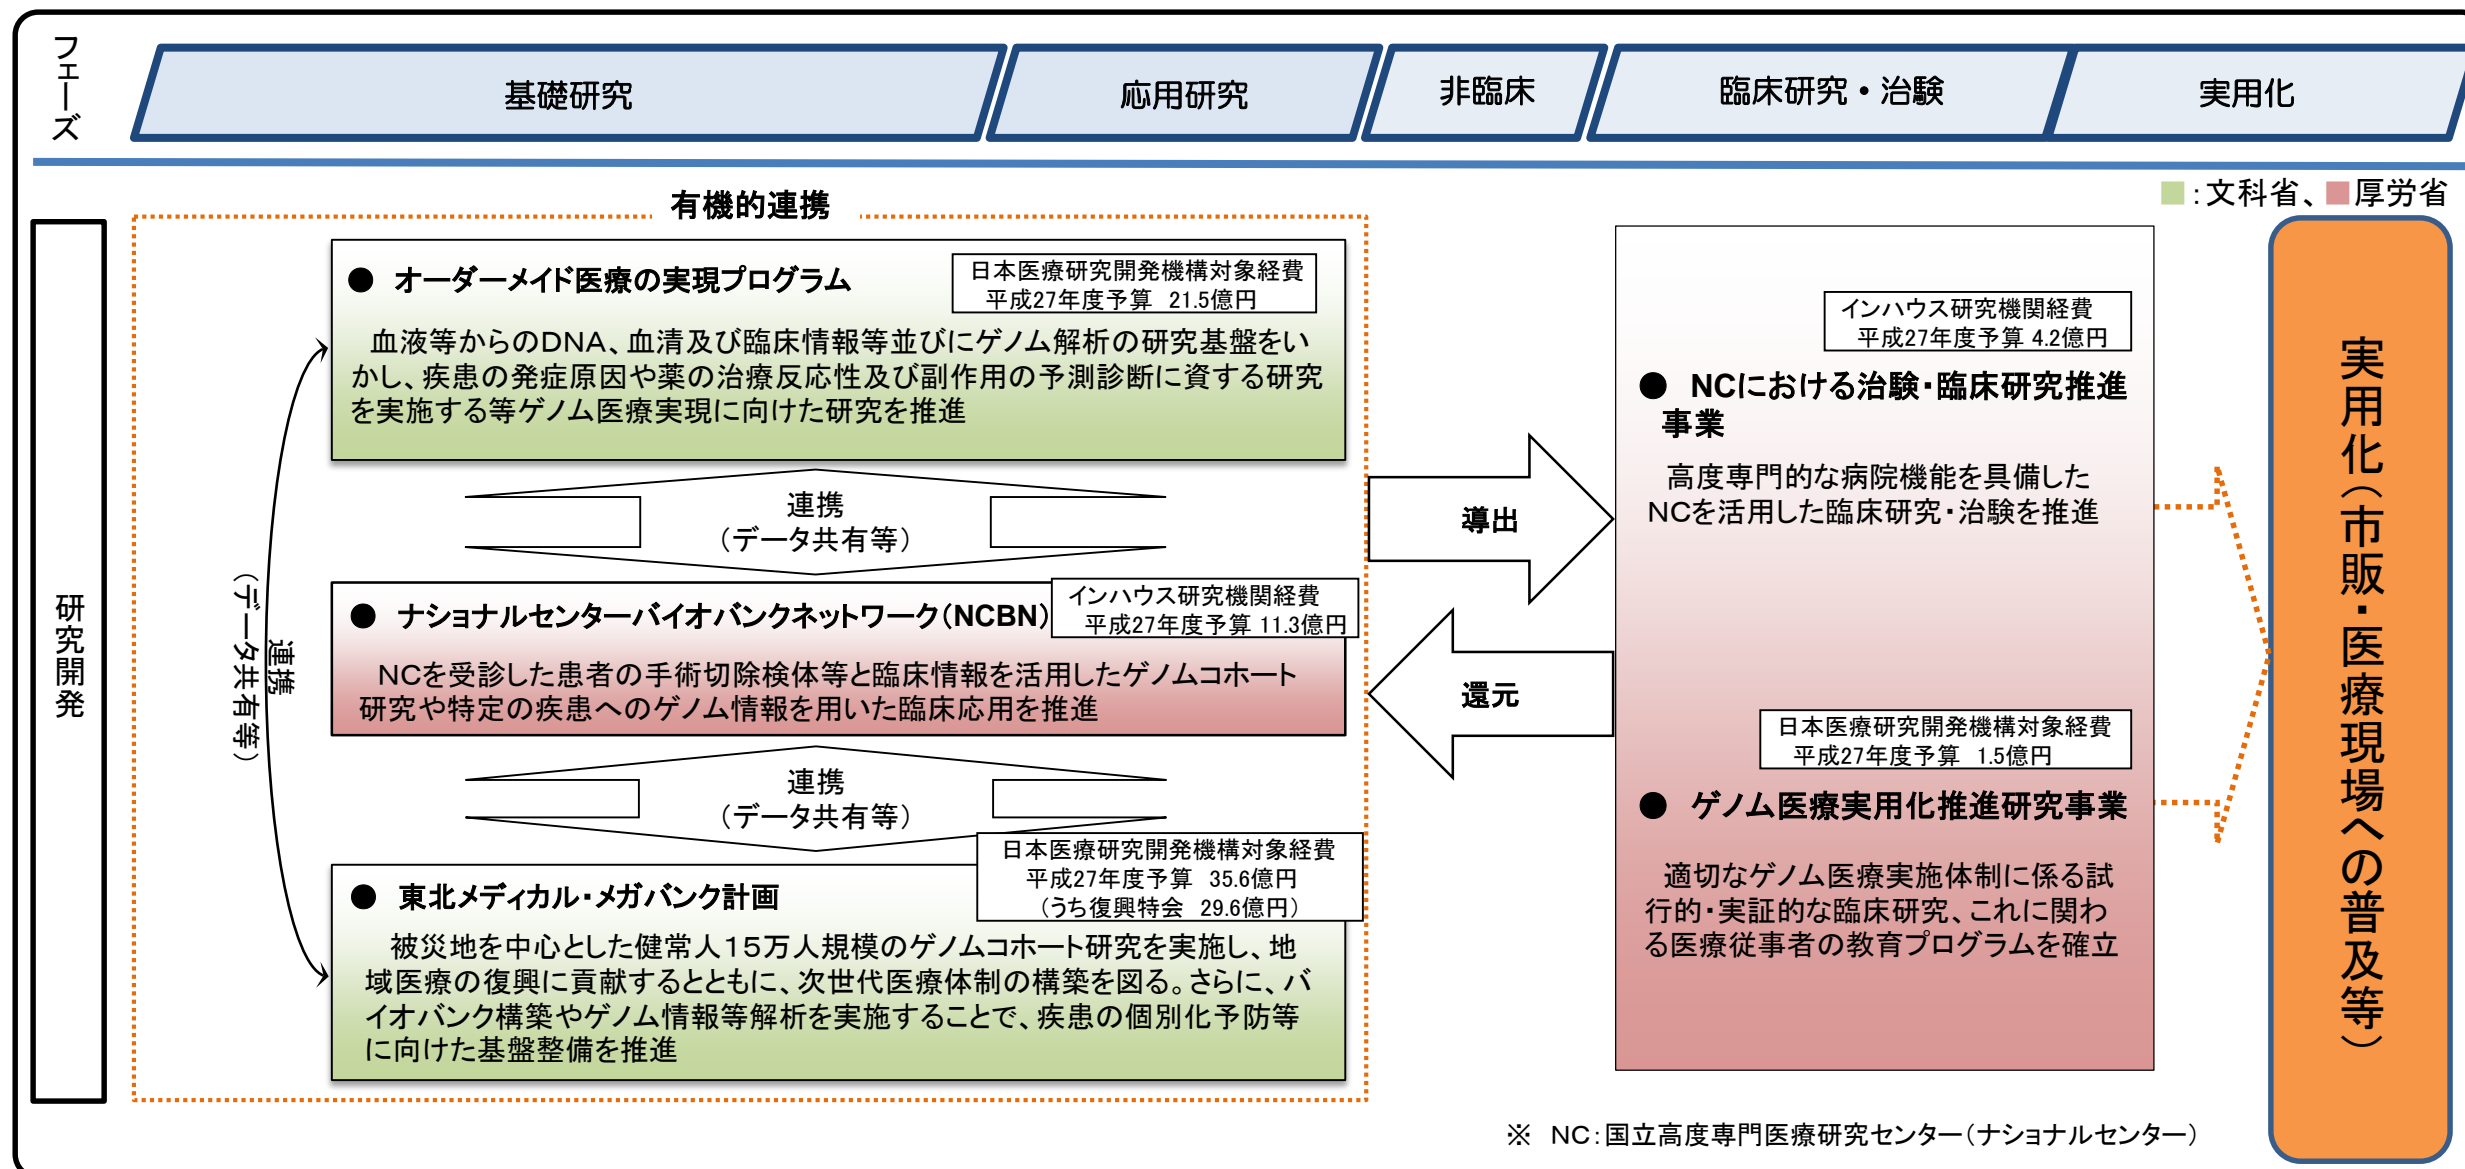 フェーズ
基礎研究
応用研究
非臨床
臨床研究・治験
実用化
■：文科省、■厚労省
研究開発
有機的連携
● オーダーメイド医療の実現プログラム
日本医療研究開発機構対象経費
平成27年度予算 21.5億円
血液等からのDNA、血清及び臨床情報等並びにゲノム解析の研究基盤をい
かし、疾患の発症原因や薬の治療反応性及び副作用の予測診断に資する研究
を実施する等ゲノム医療実現に向けた研究を推進
連携
（データ共有等）
連携
（データ共有等）
● ナショナルセンターバイオバンクネットワーク（NCBN）
インハウス研究機関経費
平成27年度予算 11.3億円
NCを受診した患者の手術切除検体等と臨床情報を活用したゲノムコホート
研究や特定の疾患へのゲノム情報を用いた臨床応用を推進
連携
（データ共有等）
● 東北メディカル・メガバンク計画
日本医療研究開発機構対象経費
平成27年度予算 35.6億円
（うち復興特会 29.6億円）
被災地を中心とした健常人15万人規模のゲノムコホート研究を実施し、地
域医療の復興に貢献するとともに、次世代医療体制の構築を図る。さらに、バ
イオバンク構築やゲノム情報等解析を実施することで、疾患の個別化予防等
に向けた基盤整備を推進
導出
還元
インハウス研究機関経費
平成27年度予算 4.2億円
● NCにおける治験・臨床研究推進
事業
高度専門的な病院機能を具備した
NCを活用した臨床研究・治験を推進
日本医療研究開発機構対象経費
平成27年度予算 1.5億円
● ゲノム医療実用化推進研究事業
適切なゲノム医療実施体制に係る試
行的・実証的な臨床研究、これに関わ
る医療従事者の教育プログラムを確立
実用化（市販・医療現場への普及等）
※ NC：国立高度専門医療研究センター（ナショナルセンター）